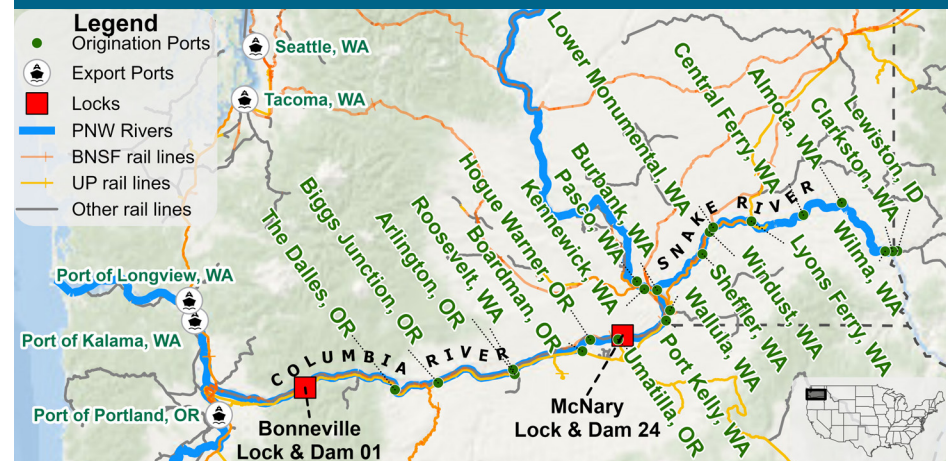 Legend
Origination Ports
Export Ports
Locks
PNW Rivers
BNSF rail lines
UP rail lines
Other rail lines
Seattle, WA
Tacoma, WA
Port of Longview, WA
Port of Kalama, WA
Port of Portland, OR
The Dalles, OR
Biggs Junction, OR
Arlington, OR
Roosevelt, WA
Boardman, OR
Hogue Warner, OR
Kennewick, WA
Pasco, WA
Burbank, WA
Lower Monumental, WA
Central Ferry, WA
Almota, WA
Clarkston, WA
Lewiston, ID
Wilma, WA
Lyons Ferry, WA
Windust, WA
Sheffler, WA
Wallula, WA
Port Kelly, WA
Umatilla, OR
COLUMBIA RIVER
SNAKE RIVER
Bonneville
Lock & Dam 01
McNary
Lock & Dam 24